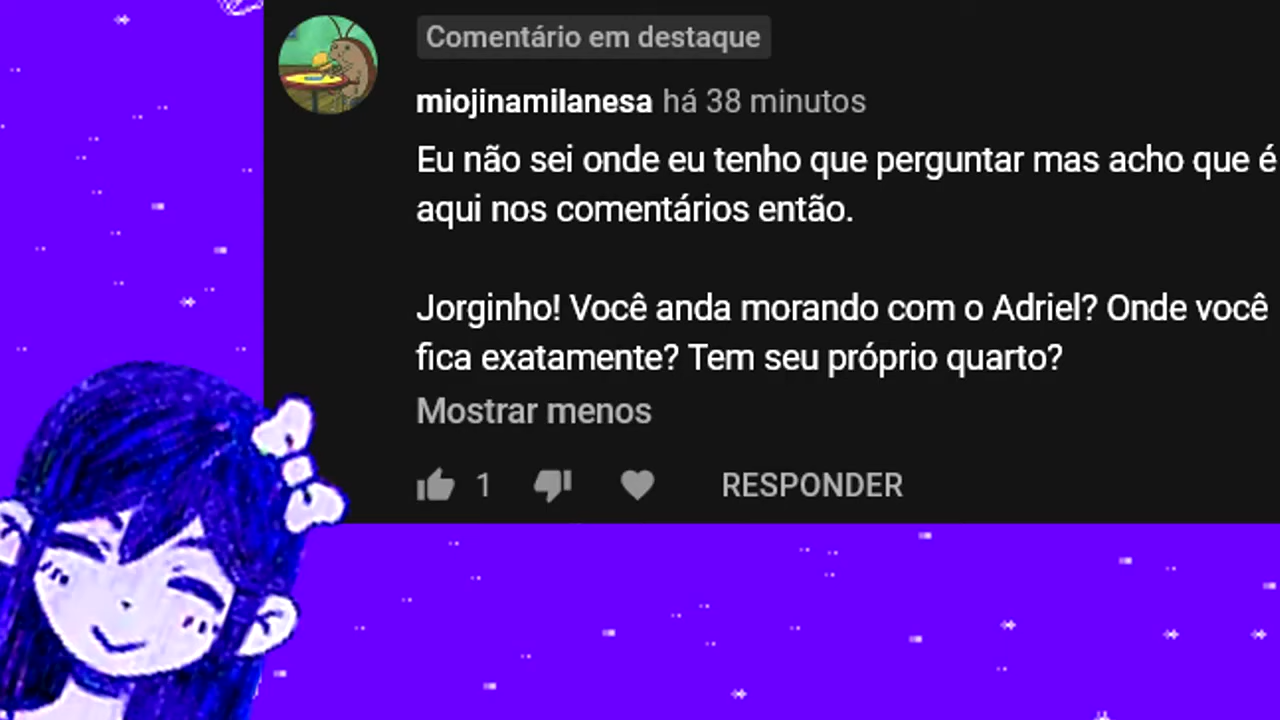 Comentário em destaque
miojinamilanesa há 38 minutos
Eu não sei onde eu tenho que perguntar mas acho que é
aqui nos comentários então.
Jorginho! Você anda morando com o Adriel? Onde você
fica exatamente? Tem seu próprio quarto?
Mostrar menos
1 RESPONDER